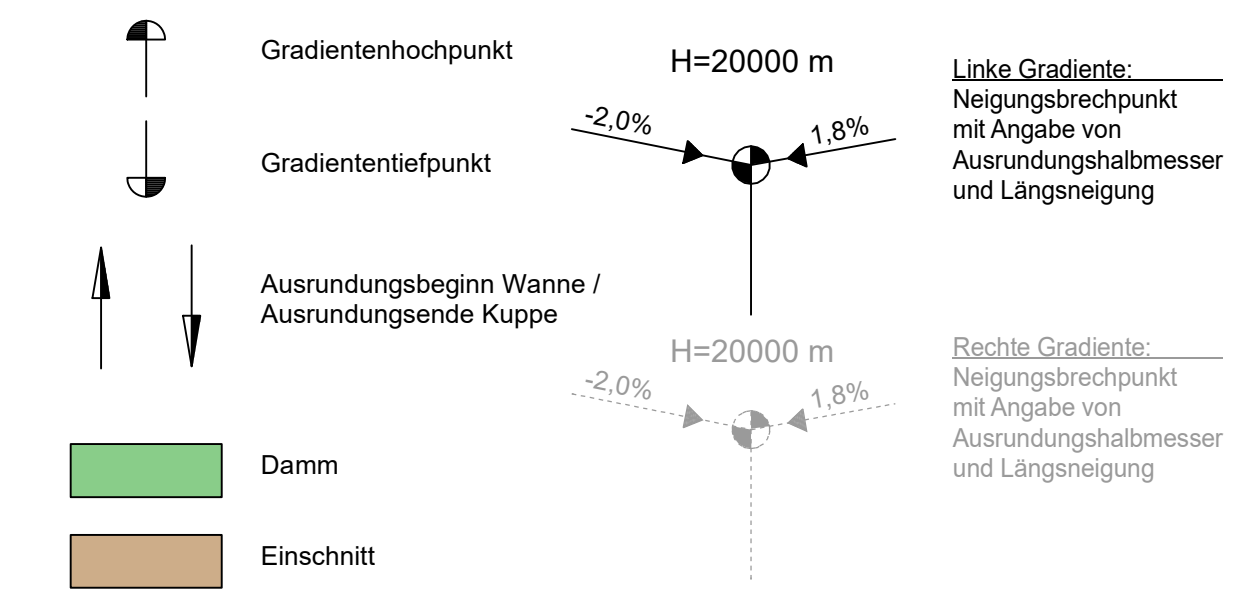 Gradientenhochpunkt
Gradiententiefpunkt
Ausrundungsbeginn Wanne /
Ausrundungsende Kuppe
Damm
Einschnitt
H=20000 m
-2,0%
1,8%
Linke Gradiente:
Neigungsbrechpunkt
mit Angabe von
Ausrundungshalbmesser
und Längsneigung
H=20000 m
-2,0%
1,8%
Rechte Gradiente:
Neigungsbrechpunkt
mit Angabe von
Ausrundungshalbmesser
und Längsneigung